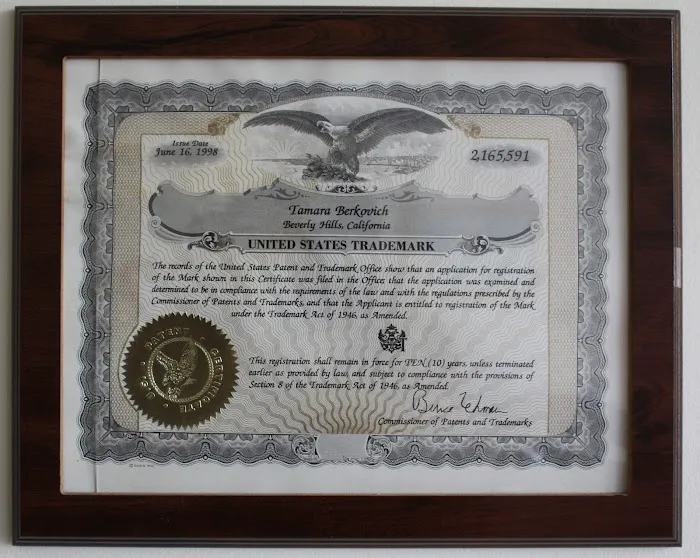 Issue Date
June 16, 1998
2,165,591
Tamara Berkovich
Beverly Hills, California
UNITED STATES TRADEMARK
The records of the United States Patent and Trademark Office show that an application for registration
of the Mark shown in this Certificate was filed in the Office; that the application was examined and
determined to be in compliance with the requirements of the law and with the regulations prescribed by the
Commissioner of Patents and Trademarks, and that the Applicant is entitled to registration of the Mark
under the Trademark Act of 1946, as Amended.
This registration shall remain in force for TEN (10) years, unless terminated
earlier as provided by law, and subject to compliance with the provisions of
Section 8 of the Trademark Act of 1946, as Amended.
Commissioner of Patents and Trademarks
U.S. PATENT CERTIFICATE